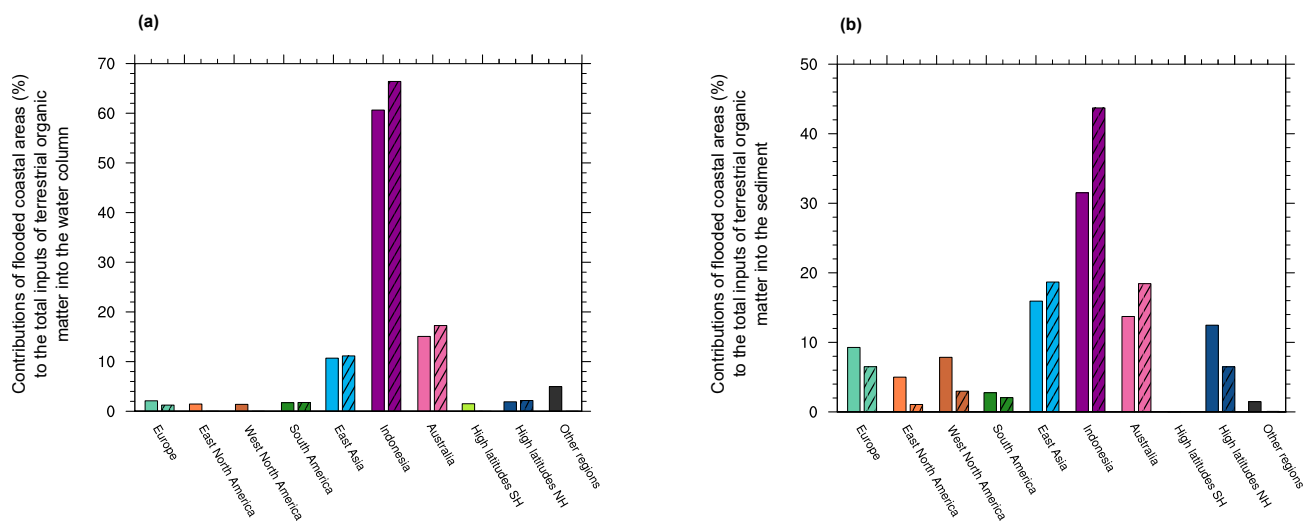 (a)
Contributions of flooded coastal areas (%)
to the total inputs of terrestrial organic
matter into the water column
70
60
50
40
30
20
10
0
Europe
East North America
West North America
South America
East Asia
Indonesia
Australia
High latitudes SH
High latitudes NH
Other regions
(b)
Contributions of flooded coastal areas (%)
to the total inputs of terrestrial organic
matter into the sediment
50
40
30
20
10
0
Europe
East North America
West North America
South America
East Asia
Indonesia
Australia
High latitudes SH
High latitudes NH
Other regions